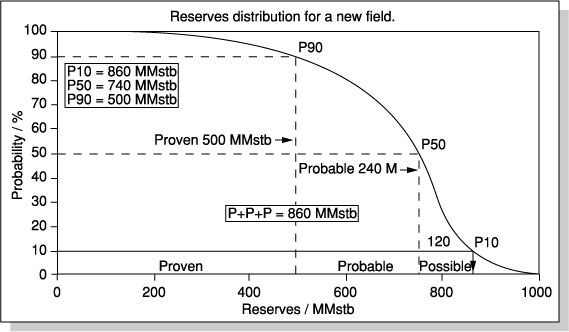 Reserves distribution for a new field.
Probability / %
100
90
80
70
60
50
40
30
20
10
0
P90
P10 = 860 MMstb
P50 = 740 MMstb
P90 = 500 MMstb
Proven 500 MMstb
P50
Probable 240 M
P+P+P = 860 MMstb
120
P10
Proven
Probable
Possible
0
200
400
600
800
1000
Reserves / MMstb